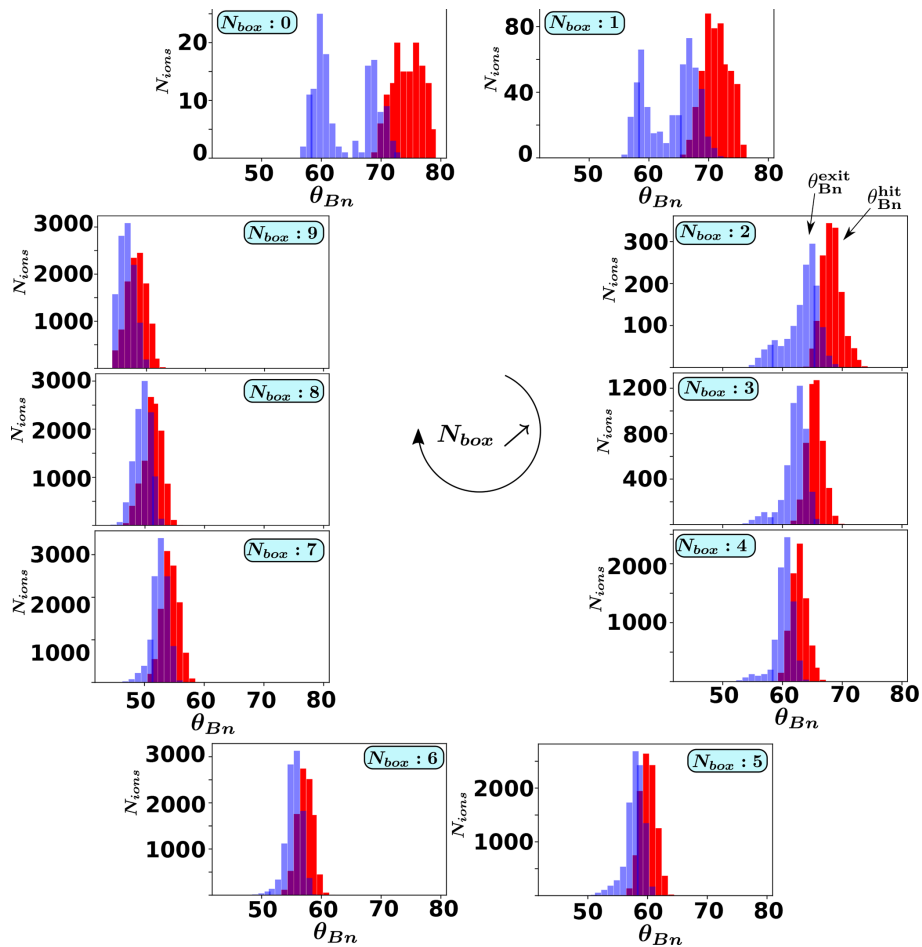 N_box : 0
N_ions
20
10
0
50 60 70 80
θ_Bn
N_box : 1
N_ions
80
40
0
50 60 70 80
θ_Bn
θ_Bn^exit
θ_Bn^hit
N_box : 9
N_ions
3000
2000
1000
N_box : 2
N_ions
300
200
100
N_box : 8
N_ions
3000
2000
1000
50 60 70 80
N_box
N_box : 3
N_ions
1200
800
400
N_box : 7
N_ions
3000
2000
1000
50 60 70 80
θ_Bn
N_box : 4
N_ions
2000
1000
50 60 70 80
θ_Bn
N_box : 6
N_ions
3000
2000
1000
50 60 70 80
θ_Bn
N_box : 5
N_ions
2000
1000
50 60 70 80
θ_Bn